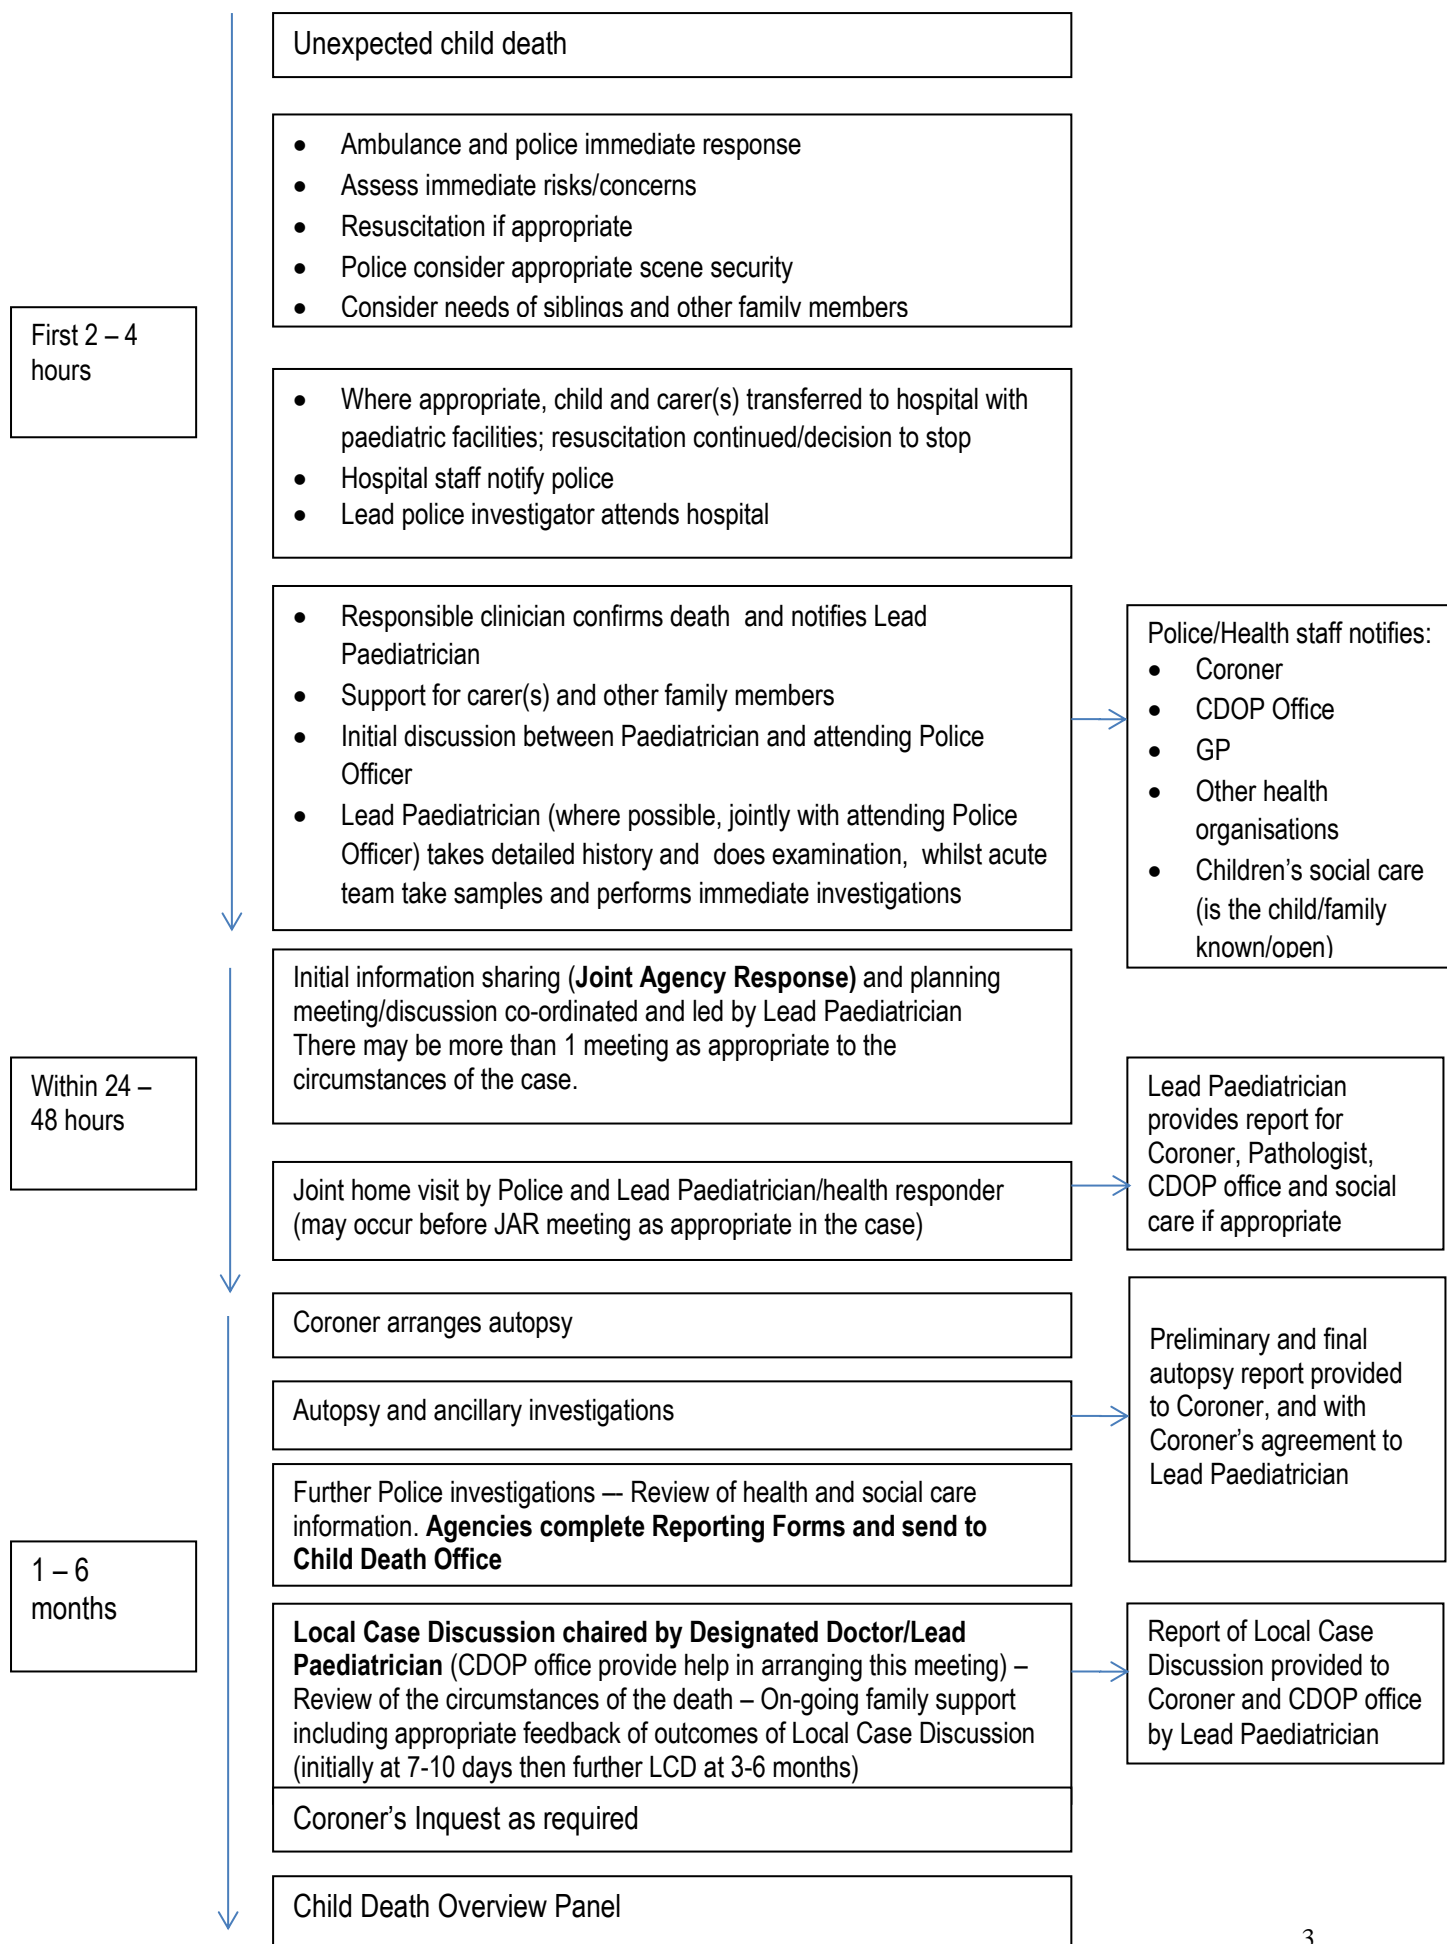 Unexpected child death
• Ambulance and police immediate response
• Assess immediate risks/concerns
• Resuscitation if appropriate
• Police consider appropriate scene security
• Consider needs of siblings and other family members
First 2 – 4
hours
• Where appropriate, child and carer(s) transferred to hospital with
paediatric facilities; resuscitation continued/decision to stop
• Hospital staff notify police
• Lead police investigator attends hospital
• Responsible clinician confirms death  and notifies Lead
Paediatrician
• Support for carer(s) and other family members
• Initial discussion between Paediatrician and attending Police
Officer
• Lead Paediatrician (where possible, jointly with attending Police
Officer) takes detailed history and  does examination,  whilst acute
team take samples and performs immediate investigations
Police/Health staff notifies:
• Coroner
• CDOP Office
• GP
• Other health
organisations
• Children’s social care
(is the child/family
known/open)
Initial information sharing (Joint Agency Response) and planning
meeting/discussion co-ordinated and led by Lead Paediatrician
There may be more than 1 meeting as appropriate to the
circumstances of the case.
Within 24 –
48 hours
Joint home visit by Police and Lead Paediatrician/health responder
(may occur before JAR meeting as appropriate in the case)
Lead Paediatrician
provides report for
Coroner, Pathologist,
CDOP office and social
care if appropriate
Coroner arranges autopsy
Autopsy and ancillary investigations
Preliminary and final
autopsy report provided
to Coroner, and with
Coroner’s agreement to
Lead Paediatrician
Further Police investigations –- Review of health and social care
information. Agencies complete Reporting Forms and send to
Child Death Office
1 – 6
months
Local Case Discussion chaired by Designated Doctor/Lead
Paediatrician (CDOP office provide help in arranging this meeting) –
Review of the circumstances of the death – On-going family support
including appropriate feedback of outcomes of Local Case Discussion
(initially at 7-10 days then further LCD at 3-6 months)
Report of Local Case
Discussion provided to
Coroner and CDOP office
by Lead Paediatrician
Coroner’s Inquest as required
Child Death Overview Panel
3